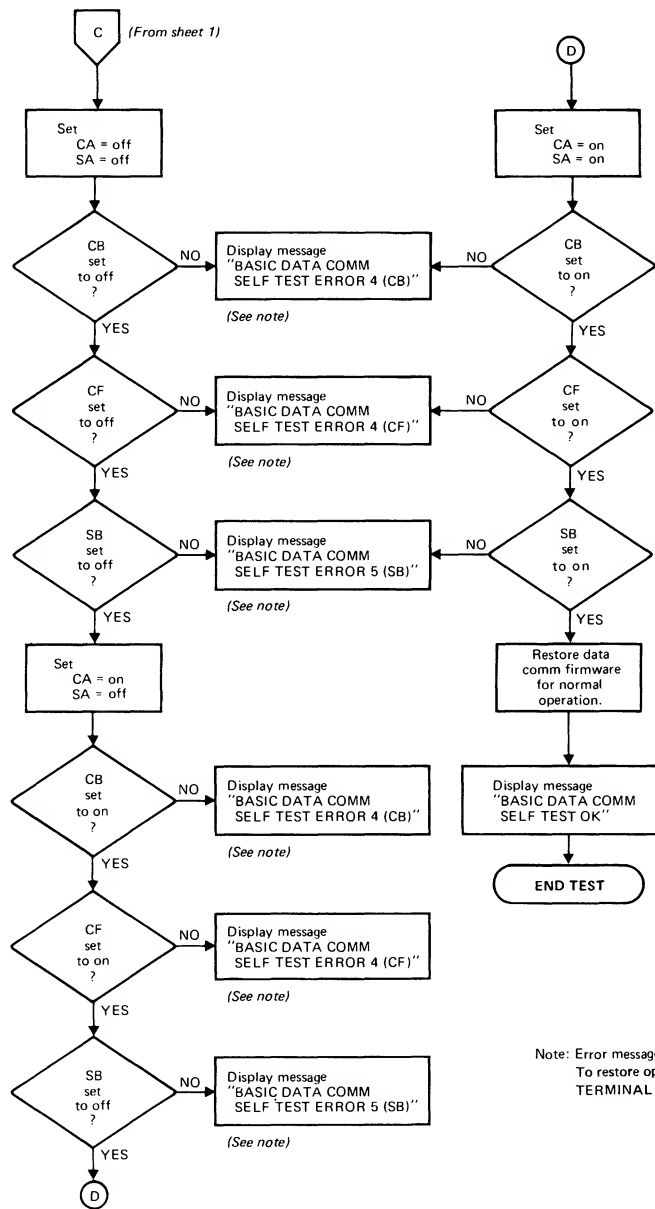 C
(From sheet 1)
Set
CA = off
SA = off
CB
set
to off
?
NO
Display message
"BASIC DATA COMM
SELF TEST ERROR 4 (CB)"
(See note)
YES
CF
set
to off
?
NO
Display message
"BASIC DATA COMM
SELF TEST ERROR 4 (CF)"
(See note)
YES
SB
set
to off
?
NO
Display message
"BASIC DATA COMM
SELF TEST ERROR 5 (SB)"
(See note)
YES
Set
CA = on
SA = off
CB
set
to on
?
NO
Display message
"BASIC DATA COMM
SELF TEST ERROR 4 (CB)"
(See note)
YES
CF
set
to on
?
NO
Display message
"BASIC DATA COMM
SELF TEST ERROR 4 (CF)"
(See note)
YES
SB
set
to off
?
NO
Display message
"BASIC DATA COMM
SELF TEST ERROR 5 (SB)"
(See note)
YES
D
D
Set
CA = on
SA = on
CB
set
to on
?
NO
YES
CF
set
to on
?
NO
YES
SB
set
to on
?
NO
YES
Restore data
comm firmware
for normal
operation.
Display message
"BASIC DATA COMM
SELF TEST OK"
END TEST
Note: Error message
To restore op
TERMINAL